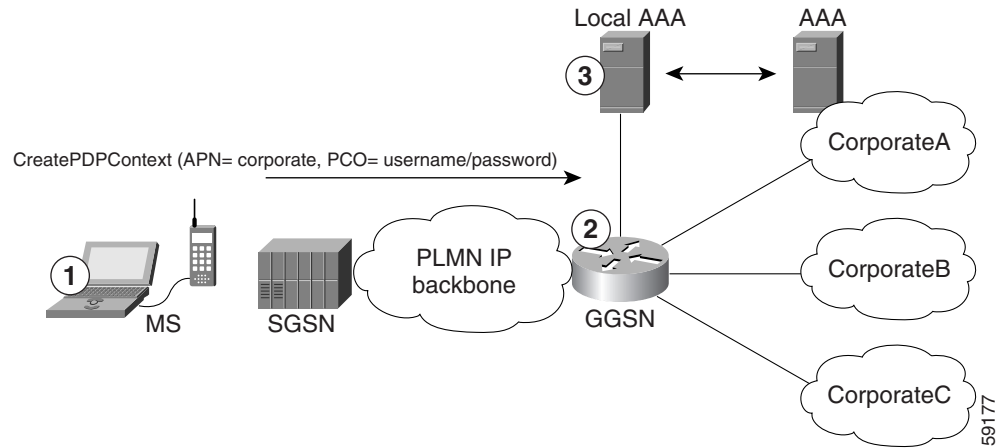 Local AAA
AAA
3
CorporateA
CreatePDPContext (APN= corporate, PCO= username/password)
2
1
PLMN IP
backbone
CorporateB
MS
SGSN
GGSN
CorporateC
59177